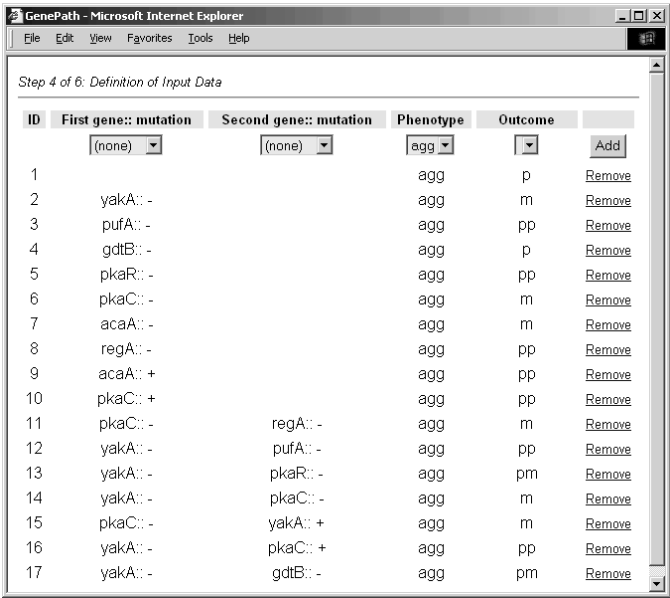 GenePath - Microsoft Internet Explorer
File Edit View Favorites Tools Help
Step 4 of 6: Definition of Input Data
ID First gene:: mutation Second gene:: mutation Phenotype Outcome
(none) (none) agg Add
1 agg p Remove
2 yakA:: - agg m Remove
3 pufA:: - agg pp Remove
4 gdtB:: - agg p Remove
5 pkaR:: - agg pp Remove
6 pkaC:: - agg m Remove
7 acaA:: - agg m Remove
8 regA:: - agg pp Remove
9 acaA:: + agg pp Remove
10 pkaC:: + agg pp Remove
11 pkaC:: - regA:: - agg m Remove
12 yakA:: - pufA:: - agg pp Remove
13 yakA:: - pkaR:: - agg pm Remove
14 yakA:: - pkaC:: - agg m Remove
15 pkaC:: - yakA:: + agg m Remove
16 yakA:: - pkaC:: + agg pp Remove
17 yakA:: - gdtB:: - agg pm Remove